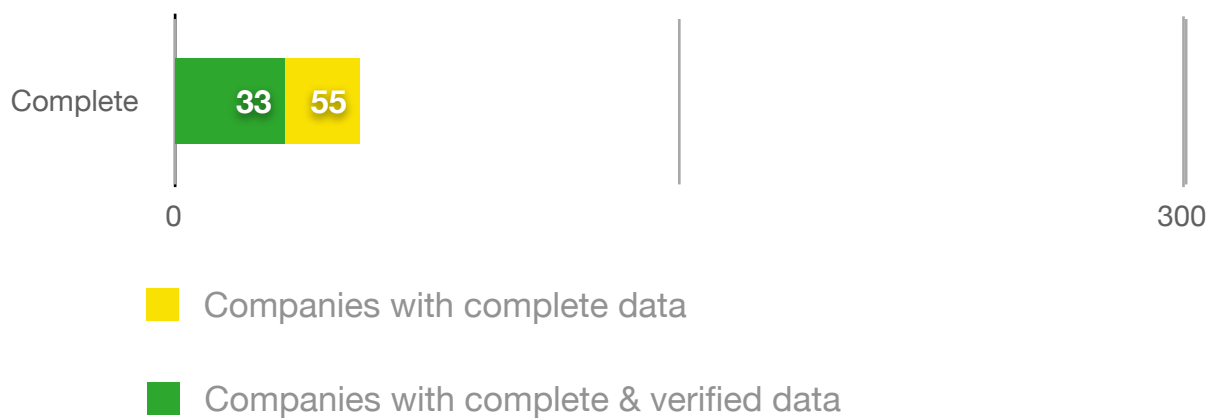 Complete
33 55
0
300
Companies with complete data
Companies with complete & verified data